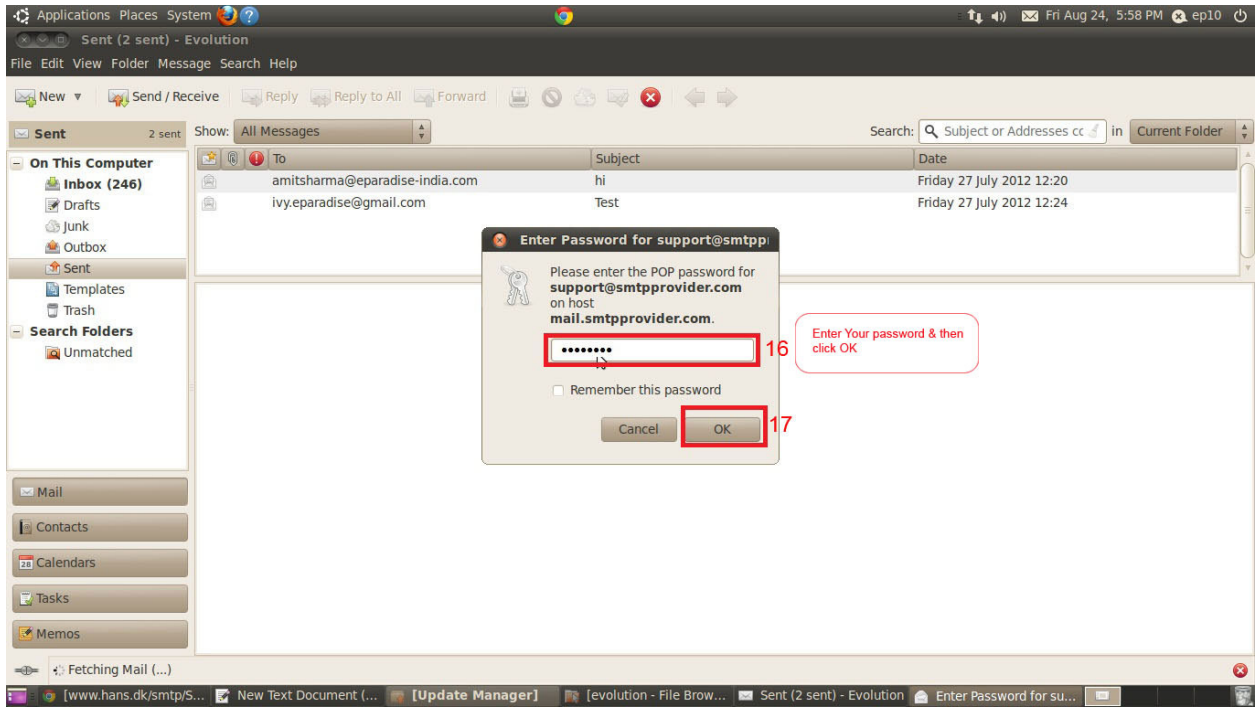 Applications Places System
Fri Aug 24, 5:58 PM ep10
Sent (2 sent) - Evolution
File Edit View Folder Message Search Help
New Send / Receive Reply Reply to All Forward
Sent 2 sent Show: All Messages Search: Subject or Addresses cc in Current Folder
On This Computer
To Subject Date
Inbox (246)
amitsharma@eparadise-india.com hi Friday 27 July 2012 12:20
Drafts
ivy.eparadise@gmail.com Test Friday 27 July 2012 12:24
Junk
Outbox
Sent
Templates
Trash
Search Folders
Unmatched
Enter Password for support@smtpp
Please enter the POP password for
support@smtpprovider.com
on host
mail.smtpprovider.com.
16
Enter Your password & then
click OK
Remember this password
Cancel OK
17
Mail
Contacts
28 Calendars
Tasks
Memos
Fetching Mail (...)
[www.hans.dk/smtp/S... New Text Document (... [Update Manager] [evolution - File Brow... Sent (2 sent) - Evolution Enter Password for su...